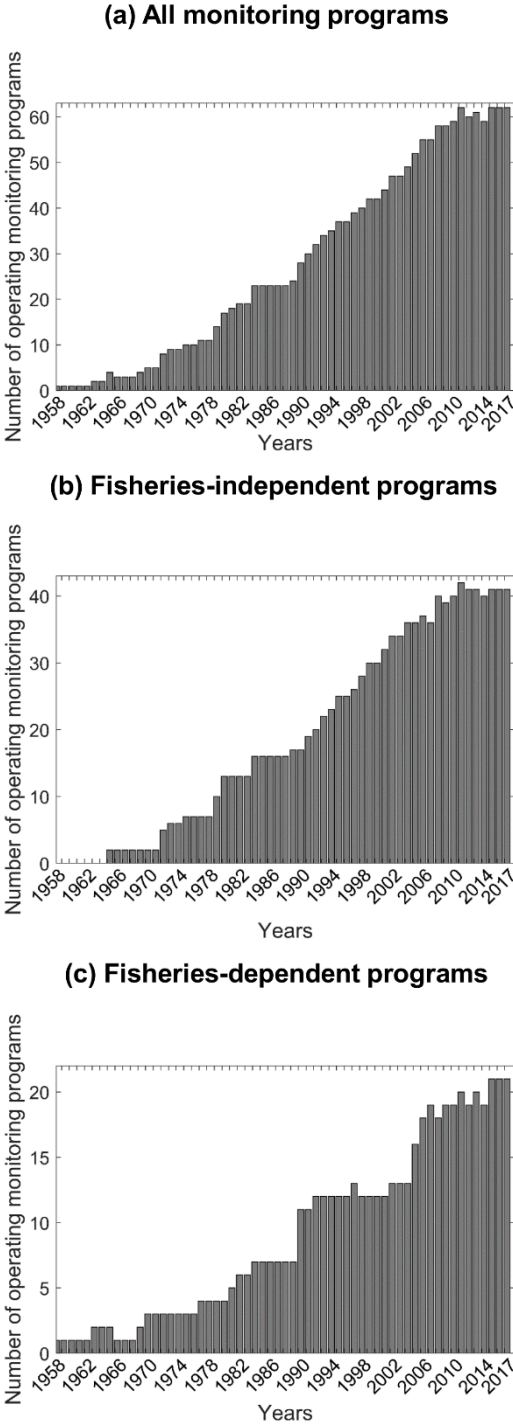 (a) All monitoring programs
Number of operating monitoring programs
60
50
40
30
20
10
0
1958 1962 1966 1970 1974 1978 1982 1986 1990 1994 1998 2002 2006 2010 2014 2017
Years
(b) Fisheries-independent programs
Number of operating monitoring programs
40
30
20
10
0
1958 1962 1966 1970 1974 1978 1982 1986 1990 1994 1998 2002 2006 2010 2014 2017
Years
(c) Fisheries-dependent programs
Number of operating monitoring programs
20
15
10
5
0
1958 1962 1966 1970 1974 1978 1982 1986 1990 1994 1998 2002 2006 2010 2014 2017
Years